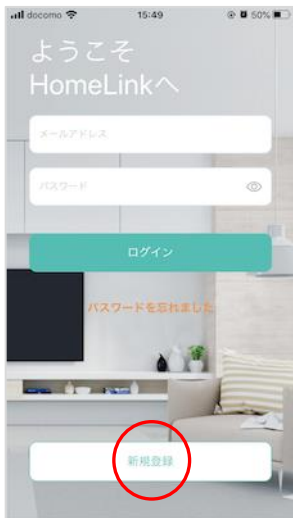 docomo 15:49 50%
ようこそ
HomeLinkへ
メールアドレス
パスワード
ログイン
パスワードを忘れました
新規登録